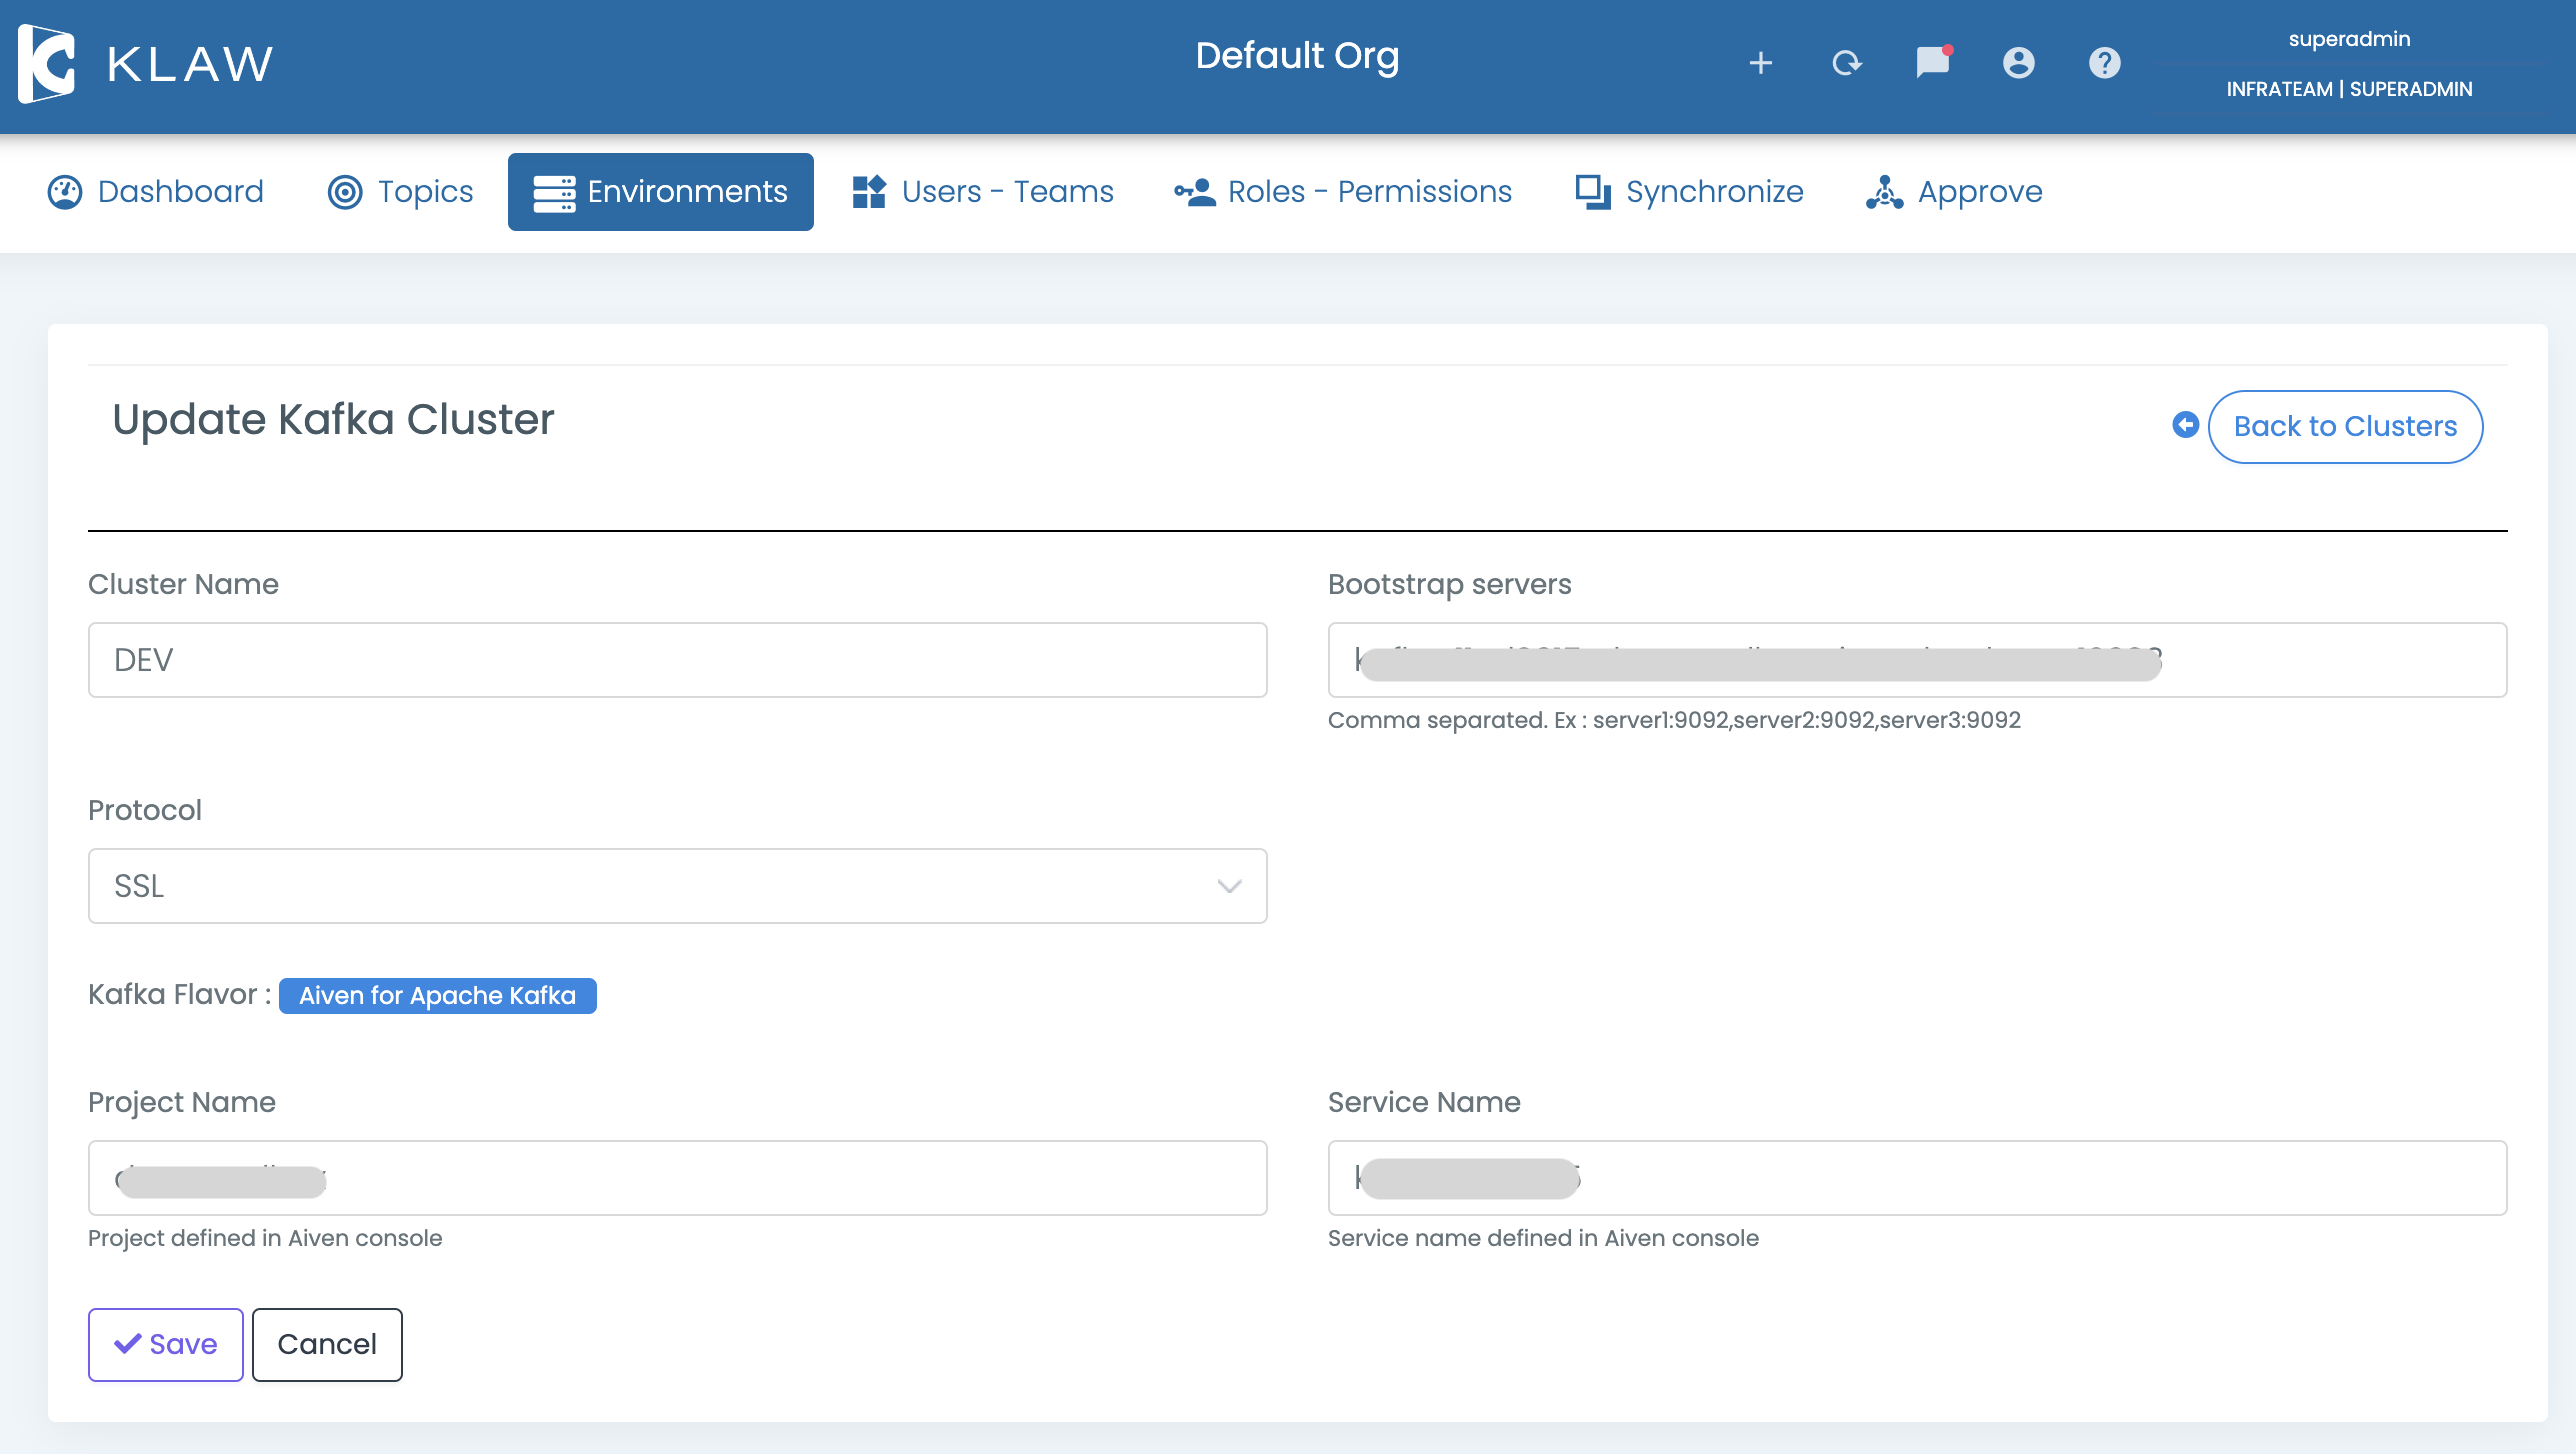 KLAW
Default Org
superadmin
INFRATEAM | SUPERADMIN
Dashboard
Topics
Environments
Users - Teams
Roles - Permissions
Synchronize
Approve
Update Kafka Cluster
Back to Clusters
Cluster Name
Bootstrap servers
DEV
Comma separated. Ex : server1:9092,server2:9092,server3:9092
Protocol
SSL
Kafka Flavor : Aiven for Apache Kafka
Project Name
Service Name
Project defined in Aiven console
Service name defined in Aiven console
Save
Cancel